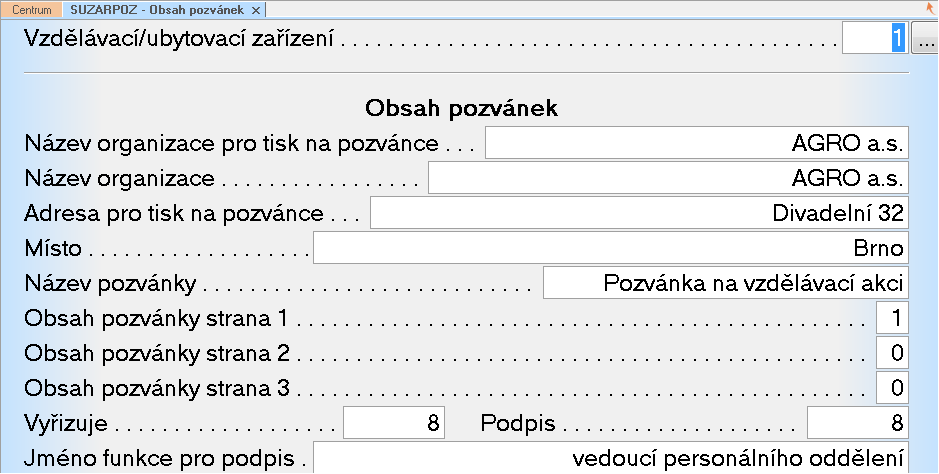 Centrum SUZARPOZ - Obsah pozvánek ×
Vzdělávací/ubytovací zařízení . . . . . . . . . . . . . . . . . . . . . . . . . . . . . . . . . . . . . . . . . . . . . . . . 1 ...
Obsah pozvánek
Název organizace pro tisk na pozvánce . . . AGRO a.s.
Název organizace . . . . . . . . . . . . . . . . . . . AGRO a.s.
Adresa pro tisk na pozvánce . . . Divadelní 32
Místo . . . . . . . . . . . . . . . . . . . . . Brno
Název pozvánky . . . . . . . . . . . . . . . . . . . . . . . . . . . . . . . . Pozvánka na vzdělávací akci
Obsah pozvánky strana 1 . . . . . . . . . . . . . . . . . . . . . . . . . . . . . . . . . . . . . . . . . . . . . . . . . . . . . . . 1
Obsah pozvánky strana 2 . . . . . . . . . . . . . . . . . . . . . . . . . . . . . . . . . . . . . . . . . . . . . . . . . . . . . . . 0
Obsah pozvánky strana 3 . . . . . . . . . . . . . . . . . . . . . . . . . . . . . . . . . . . . . . . . . . . . . . . . . . . . . . . 0
Vyřizuje . . . . . . . . . . . . . . . . . . . . . . 8 Podpis . . . . . . . . . . . . . . . . . . . . . . . . 8
Jméno funkce pro podpis . vedoucí personálního oddělení